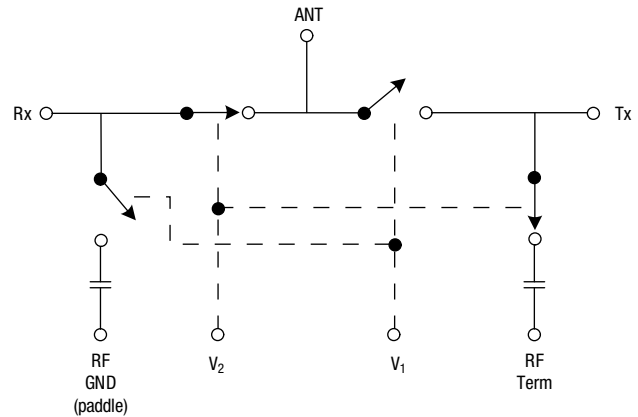 ANT
Rx
Tx
RF
GND
(paddle)
V₂
V₁
RF
Term